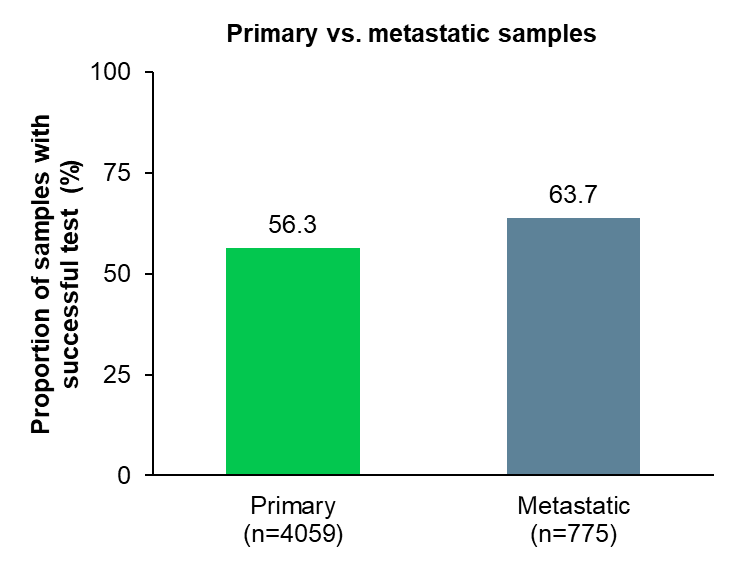 Primary vs. metastatic samples
Proportion of samples with
successful test (%)
100
75
50
25
0
56.3
63.7
Primary
(n=4059)
Metastatic
(n=775)